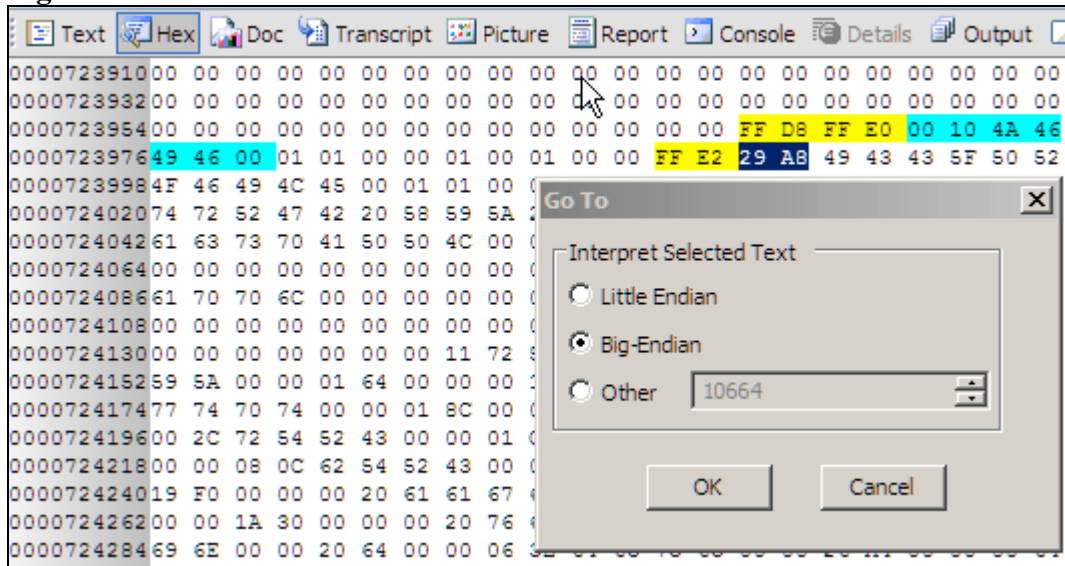 Text Hex Doc Transcript Picture Report Console Details Output
0000723910 00 00 00 00 00 00 00 00 00 00 00 00 00 00 00 00 00 00 00 00 00 00
0000723932 00 00 00 00 00 00 00 00 00 00 00 00 00 00 00 00 00 00 00 00 00
0000723954 00 00 00 00 00 00 00 00 00 00 00 00 00 00 FF D8 FF E0 00 10 4A 46
0000723976 49 46 00 01 01 00 00 01 00 01 00 00 FF E2 29 A8 49 43 43 5F 50 52
0000723998 4F 46 49 4C 45 00 01 01 00
0000724020 74 72 52 47 42 20 58 59 5A
0000724042 61 63 73 70 41 50 50 4C 00
0000724064 00 00 00 00 00 00 00 00 00
0000724086 61 70 70 6C 00 00 00 00 00
0000724108 00 00 00 00 00 00 00 00 00
0000724130 00 00 00 00 00 00 00 11 72
0000724152 59 5A 00 00 01 64 00 00 00
0000724174 77 74 70 74 00 00 01 8C 00
0000724196 00 2C 72 54 52 43 00 00 01
0000724218 00 00 08 0C 62 54 52 43 00
0000724240 19 F0 00 00 00 20 61 61 67
0000724262 00 00 1A 30 00 00 00 20 76
0000724284 69 6E 00 00 20 64 00 00 06
Go To
Interpret Selected Text
Little Endian
Big-Endian
Other 10664
OK Cancel